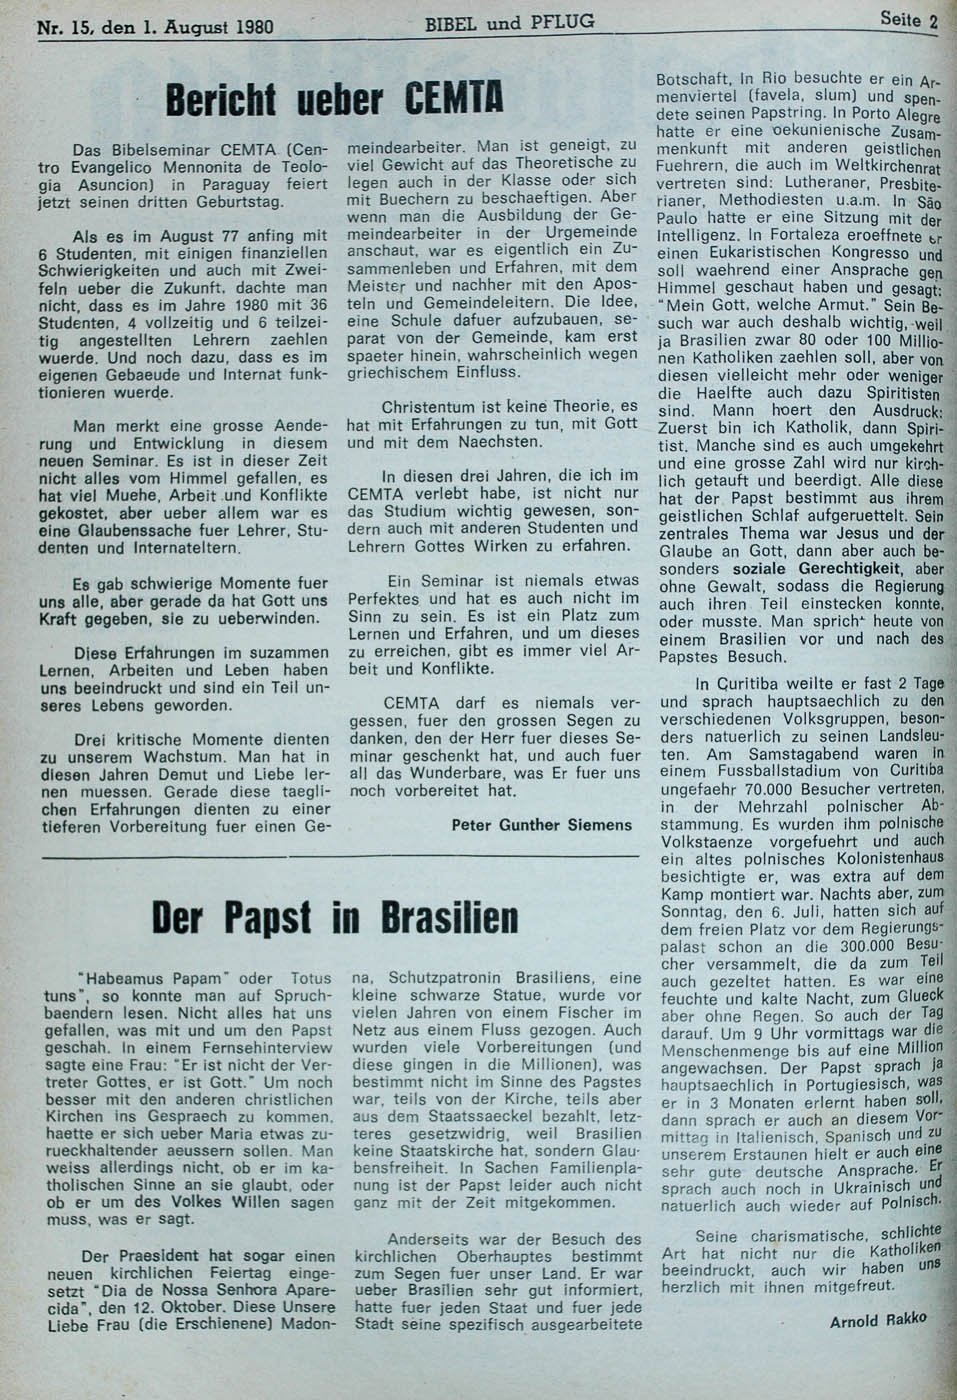 Nr. 15, den 1. August 1980
BIBEL und PFLUG
Seite 2
Bericht ueber CEMTA
Das Bibelseminar CEMTA (Cen-
tro Evangelico Mennonita de Teolo-
gia Asuncion) in Paraguay feiert
jetzt seinen dritten Geburtstag.
Als es im August 77 anfing mit
6 Studenten, mit einigen finanziellen
Schwierigkeiten und auch mit Zwei-
feln ueber die Zukunft, dachte man
nicht, dass es im Jahre 1980 mit 36
Studenten, 4 vollzeitig und 6 teilzei-
tig angestellten Lehrern zaehlen
wuerde. Und noch dazu, dass es im
eigenen Gebaeude und Internat funk-
tionieren wuerde.
Man merkt eine grosse Aende-
rung und Entwicklung in diesem
neuen Seminar. Es ist in dieser Zeit
nicht alles vom Himmel gefallen, es
hat viel Muehe, Arbeit und Konflikte
gekostet, aber ueber allem war es
eine Glaubenssache fuer Lehrer, Stu-
denten und Internateltern.
Es gab schwierige Momente fuer
uns alle, aber gerade da hat Gott uns
Kraft gegeben, sie zu ueberwinden.
Diese Erfahrungen im suzammen
Lernen, Arbeiten und Leben haben
uns beeindruckt und sind ein Teil un-
seres Lebens geworden.
Drei kritische Momente dienten
zu unserem Wachstum. Man hat in
diesen Jahren Demut und Liebe ler-
nen muessen. Gerade diese taegli-
chen Erfahrungen dienten zu einer
tieferen Vorbereitung fuer einen Ge-
meindearbeiter. Man ist geneigt, zu
viel Gewicht auf das Theoretische zu
legen auch in der Klasse oder sich
mit Buechern zu beschaeftigen. Aber
wenn man die Ausbildung der Ge-
meindearbeiter in der Urgemeinde
anschaut, war es eigentlich ein Zu-
sammenleben und Erfahren, mit dem
Meister und nachher mit den Apos-
teln und Gemeindeleitern. Die Idee,
eine Schule dafuer aufzubauen, se-
parat von der Gemeinde, kam erst
spaeter hinein, wahrscheinlich wegen
griechischem Einfluss.
Christentum ist keine Theorie, es
hat mit Erfahrungen zu tun, mit Gott
und mit dem Naechsten.
In diesen drei Jahren, die ich im
CEMTA verlebt habe, ist nicht nur
das Studium wichtig gewesen, son-
dern auch mit anderen Studenten und
Lehrern Gottes Wirken zu erfahren.
Ein Seminar ist niemals etwas
Perfektes und hat es auch nicht im
Sinn zu sein. Es ist ein Platz zum
Lernen und Erfahren, und um dieses
zu erreichen, gibt es immer viel Ar-
beit und Konflikte.
CEMTA darf es niemals ver-
gessen, fuer den grossen Segen zu
danken, den der Herr fuer dieses Se-
minar geschenkt hat, und auch fuer
all das Wunderbare, was Er fuer uns
noch vorbereitet hat.
Peter Gunther Siemens
Der Papst in Brasilien
"Habeamus Papam" oder Totus
tuns", so konnte man auf Spruch-
baendern lesen. Nicht alles hat uns
gefallen, was mit und um den Papst
geschah. In einem Fernsehinterview
sagte eine Frau: "Er ist nicht der Ver-
treter Gottes, er ist Gott." Um noch
besser mit den anderen christlichen
Kirchen ins Gespraech zu kommen,
haette er sich ueber Maria etwas zu-
rueckhaltender aeussern sollen. Man
weiss allerdings nicht, ob er im ka-
tholischen Sinne an sie glaubt, oder
ob er um des Volkes Willen sagen
muss, was er sagt.
Der Praesident hat sogar einen
neuen kirchlichen Feiertag einge-
setzt "Dia de Nossa Senhora Apare-
cida", den 12. Oktober. Diese Unsere
Liebe Frau (die Erschienene) Madon-
na, Schutzpatronin Brasiliens, eine
kleine schwarze Statue, wurde vor
vielen Jahren von einem Fischer im
Netz aus einem Fluss gezogen. Auch
wurden viele Vorbereitungen (und
diese gingen in die Millionen), was
bestimmt nicht im Sinne des Pagstes
war, teils von der Kirche, teils aber
aus dem Staatssaeckel bezahlt, letz-
teres gesetzwidrig, weil Brasilien
keine Staatskirche hat, sondern Glau-
bensfreiheit. In Sachen Familienpla-
nung ist der Papst leider auch nicht
ganz mit der Zeit mitgekommen.
Anderseits war der Besuch des
kirchlichen Oberhauptes bestimmt
zum Segen fuer unser Land. Er war
ueber Brasilien sehr gut informiert,
hatte fuer jeden Staat und fuer jede
Stadt seine spezifisch ausgearbeitete
Botschaft, In Rio besuchte er ein Ar-
menviertel (favela, slum) und spen-
dete seinen Papstring. In Porto Alegre
hatte er eine oekunienische Zusam-
menkunft mit anderen geistlichen
Fuehrern, die auch im Weltkirchenrat
vertreten sind: Lutheraner, Presbite-
rianer, Methodiesten u.a.m. In São
Paulo hatte er eine Sitzung mit der
Intelligenz. In Fortaleza eroeffnete er
einen Eukaristischen Kongresso und
soll waehrend einer Ansprache gen
Himmel geschaut haben und gesagt:
"Mein Gott, welche Armut." Sein Be-
such war auch deshalb wichtig, weil
ja Brasilien zwar 80 oder 100 Millio-
nen Katholiken zaehlen soll, aber von
diesen vielleicht mehr oder weniger
die Haelfte auch dazu Spiritisten
sind. Mann hoert den Ausdruck:
Zuerst bin ich Katholik, dann Spiri-
tist. Manche sind es auch umgekehrt
und eine grosse Zahl wird nur kirch-
lich getauft und beerdigt. Alle diese
hat der Papst bestimmt aus ihrem
geistlichen Schlaf aufgeruettelt. Sein
zentrales Thema war Jesus und der
Glaube an Gott, dann aber auch be-
sonders soziale Gerechtigkeit, aber
ohne Gewalt, sodass die Regierung
auch ihren Teil einstecken konnte,
oder musste. Man spricht heute von
einem Brasilien vor und nach des
Papstes Besuch.
In Curitiba weilte er fast 2 Tage
und sprach hauptsaechlich zu den
verschiedenen Volksgruppen, beson-
ders natuerlich zu seinen Landsleu-
ten. Am Samstagabend waren in
einem Fussballstadium von Curitiba
ungefaehr 70.000 Besucher vertreten,
in der Mehrzahl polnischer Ab-
stammung. Es wurden ihm polnische
Volkstaenze vorgefuehrt und auch
ein altes polnisches Kolonistenhaus
besichtigte er, was extra auf dem
Kamp montiert war. Nachts aber, zum
Sonntag, den 6. Juli, hatten sich auf
dem freien Platz vor dem Regierungs-
palast schon an die 300.000 Besu-
cher versammelt, die da zum Teil
auch gezeltet hatten. Es war eine
feuchte und kalte Nacht, zum Glueck
aber ohne Regen. So auch der Tag
darauf. Um 9 Uhr vormittags war die
Menschenmenge bis auf eine Million
angewachsen. Der Papst sprach ja
hauptsaechlich in Portugiesisch, was
er in 3 Monaten erlernt haben soll,
dann sprach er auch an diesem Vor-
mittag in Italienisch, Spanisch und zu
unserem Erstaunen hielt er auch eine
sehr gute deutsche Ansprache. Er
sprach auch noch in Ukrainisch und
natuerlich auch wieder auf Polnisch.
Seine charismatische, schlichte
Art hat nicht nur die Katholiken
beeindruckt, auch wir haben uns
herzlich mit ihnen mitgefreut.
Arnold Rakko